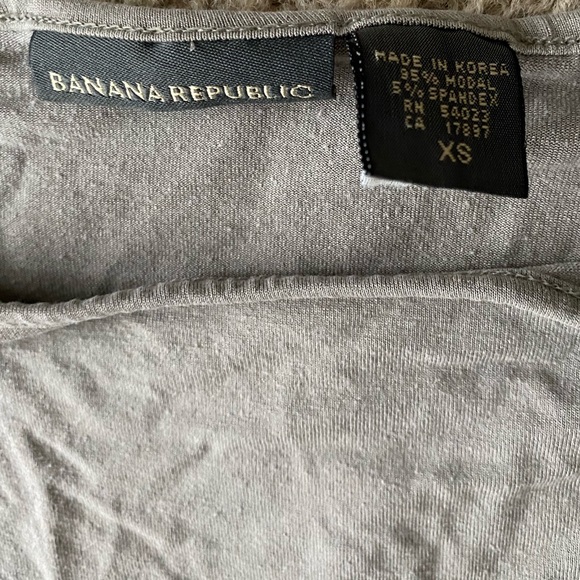 BANANA REPUBLIC
MADE IN KOREA
95% MODAL
5% SPANDEX
RN 54023
CA 17897
XS